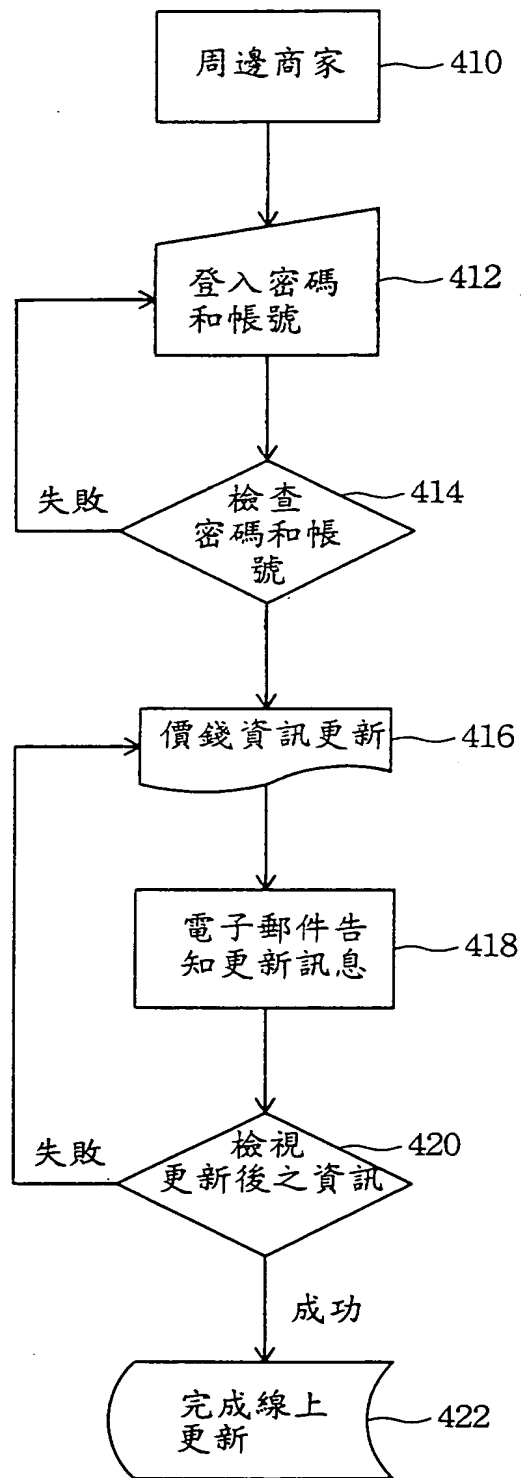 周邊商家
410
登入密碼
和帳號
412
檢查
密碼和帳
號
414
失敗
價錢資訊更新
416
電子郵件告
知更新訊息
418
檢視
更新後之資訊
420
失敗
成功
完成線上
更新
422